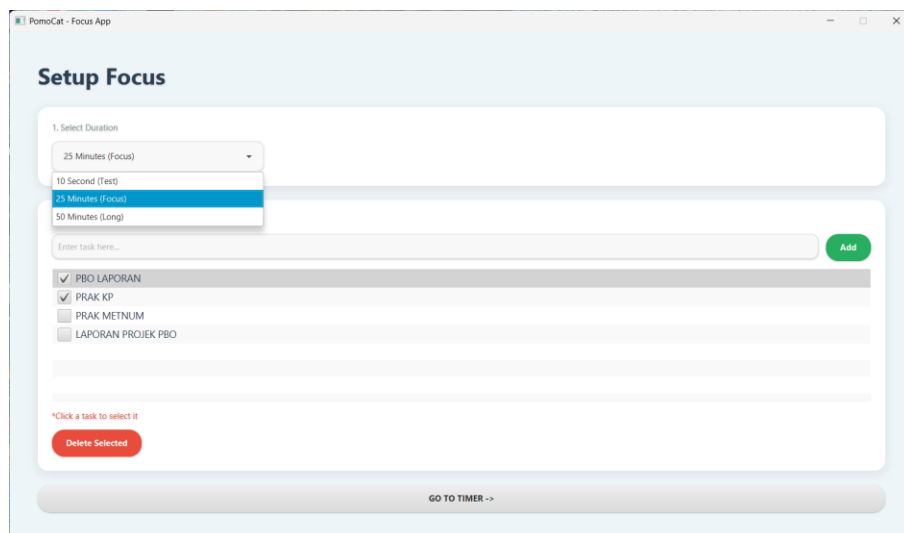 PomoCat - Focus App
Setup Focus
1. Select Duration
25 Minutes (Focus)
10 Second (Test)
25 Minutes (Focus)
50 Minutes (Long)
Enter task here...
Add
PBO LAPORAN
PRAK KP
PRAK METNUM
LAPORAN PROJEK PBO
*Click a task to select it
Delete Selected
GO TO TIMER ->